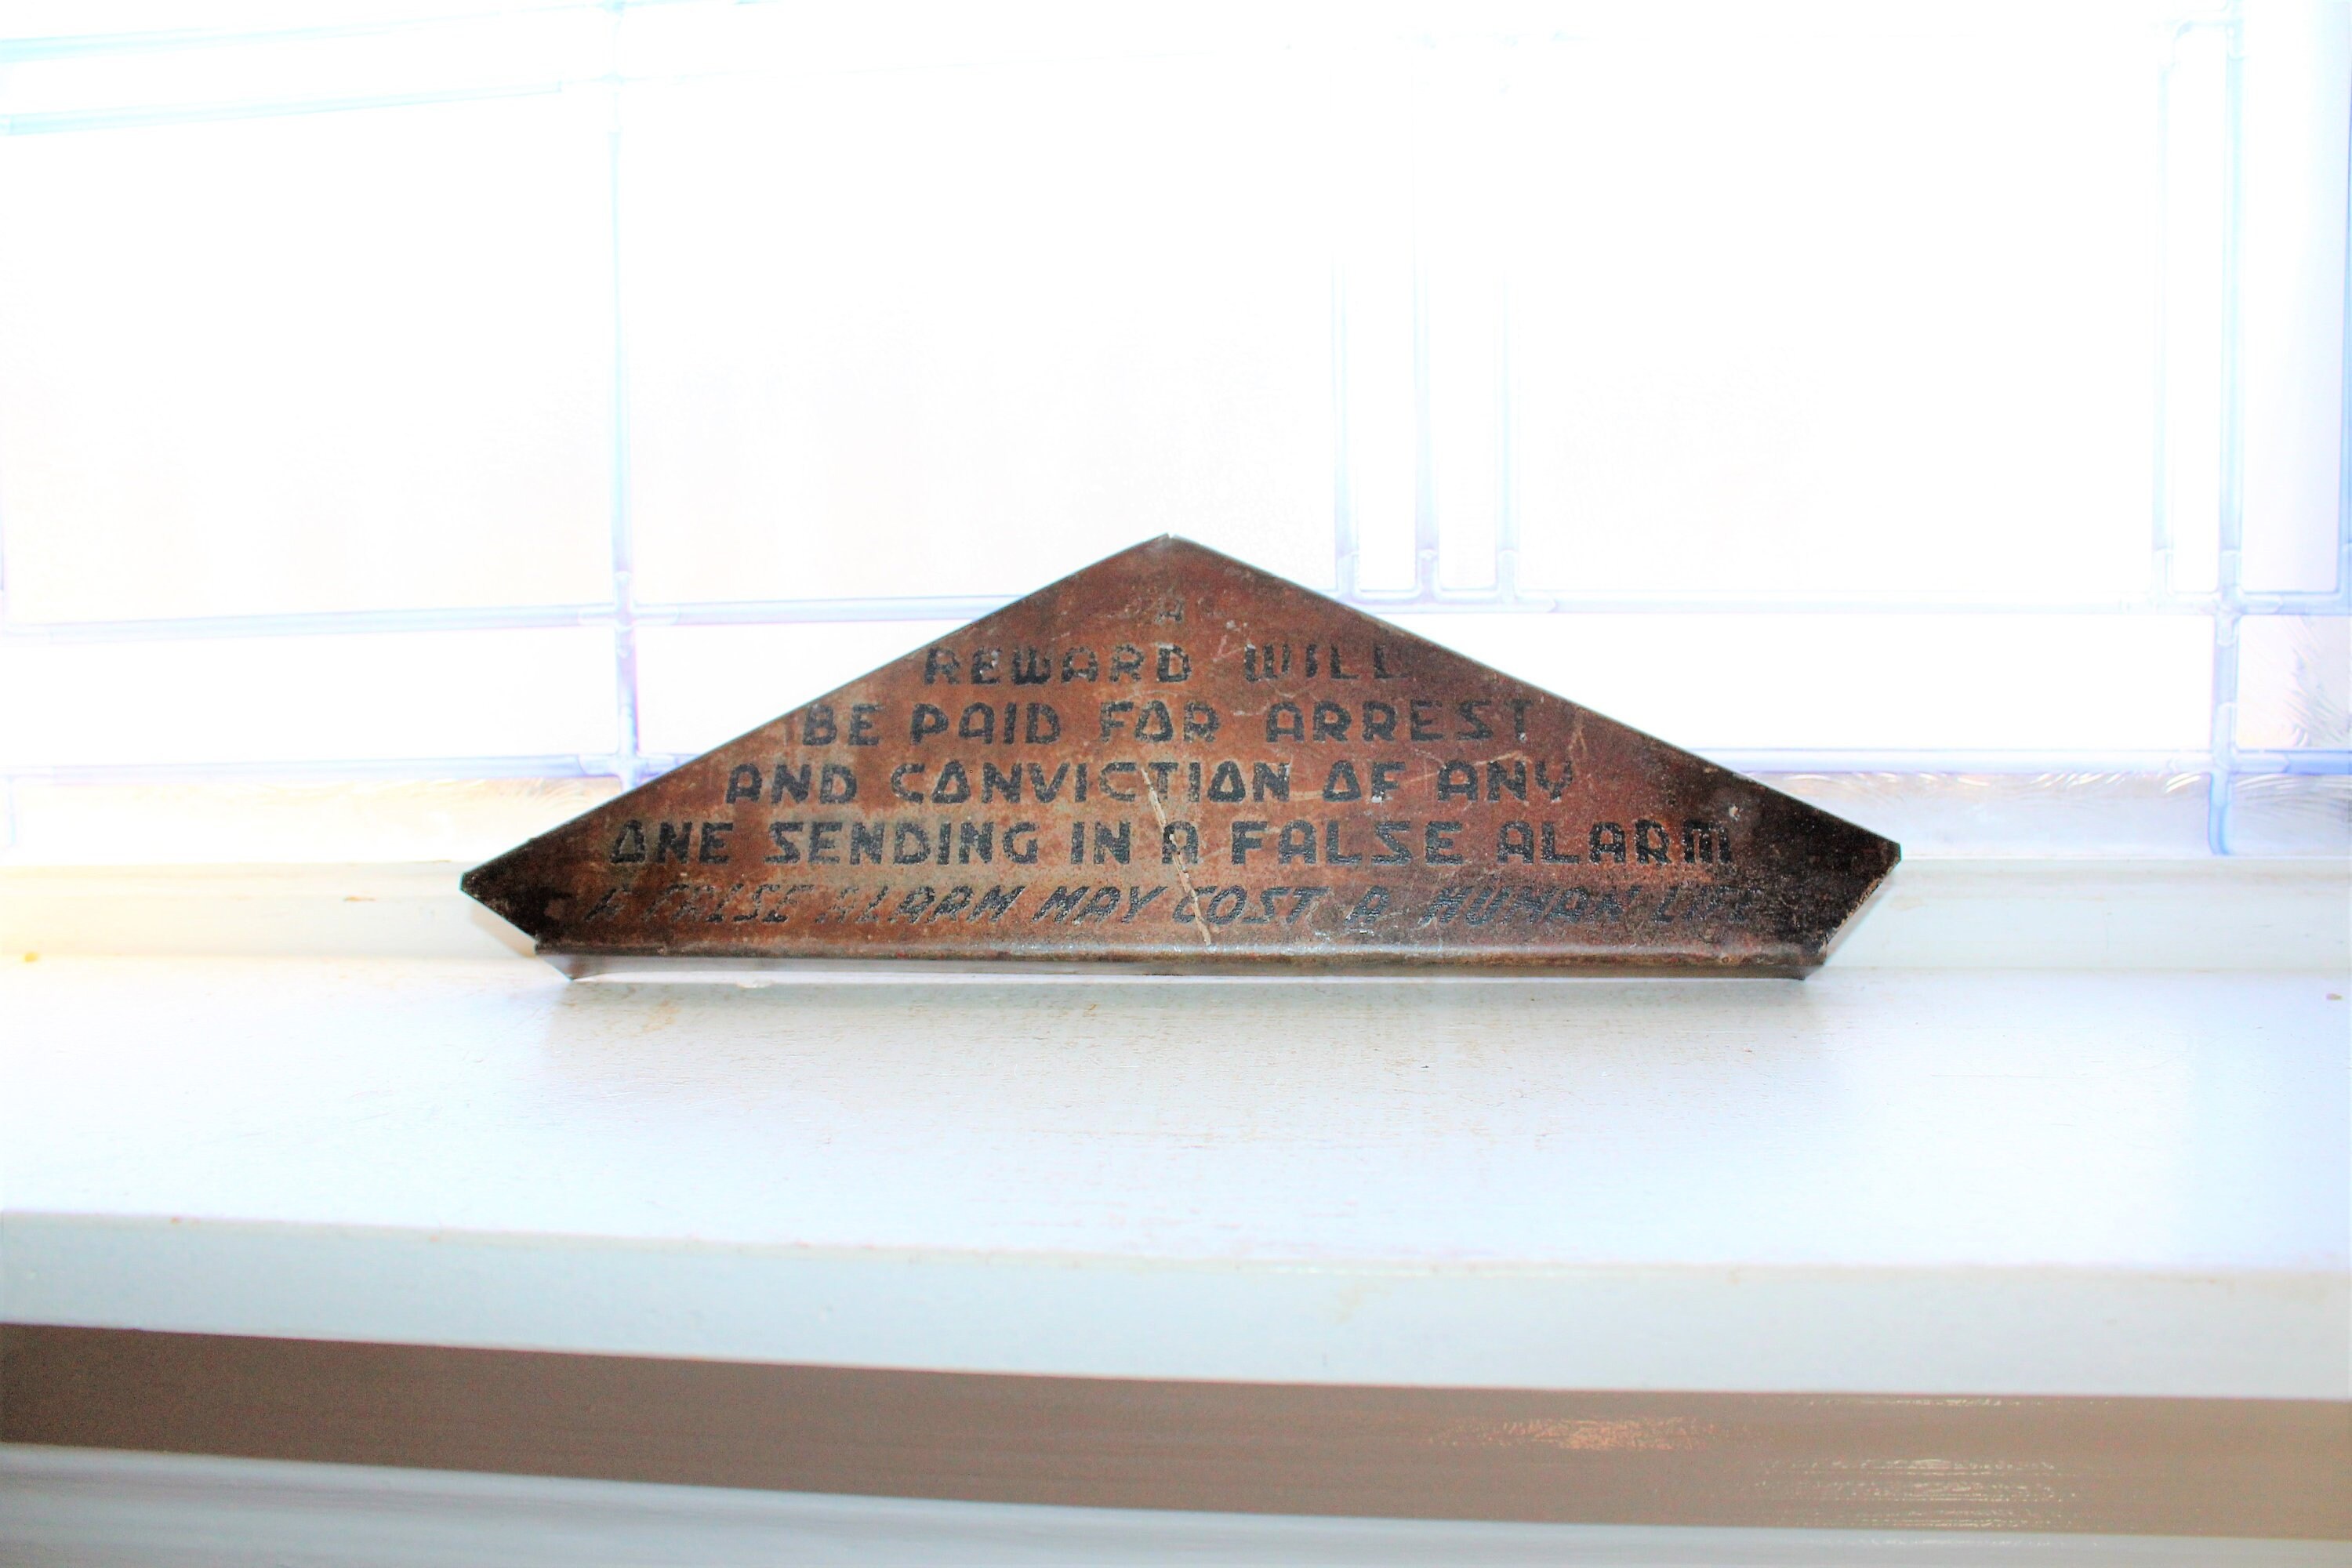 A
REWARD WILL
BE PAID FOR ARREST
AND CONVICTION OF ANY
ONE SENDING IN A FALSE ALARM
A FALSE ALARM MAY COST A HUMAN LIFE